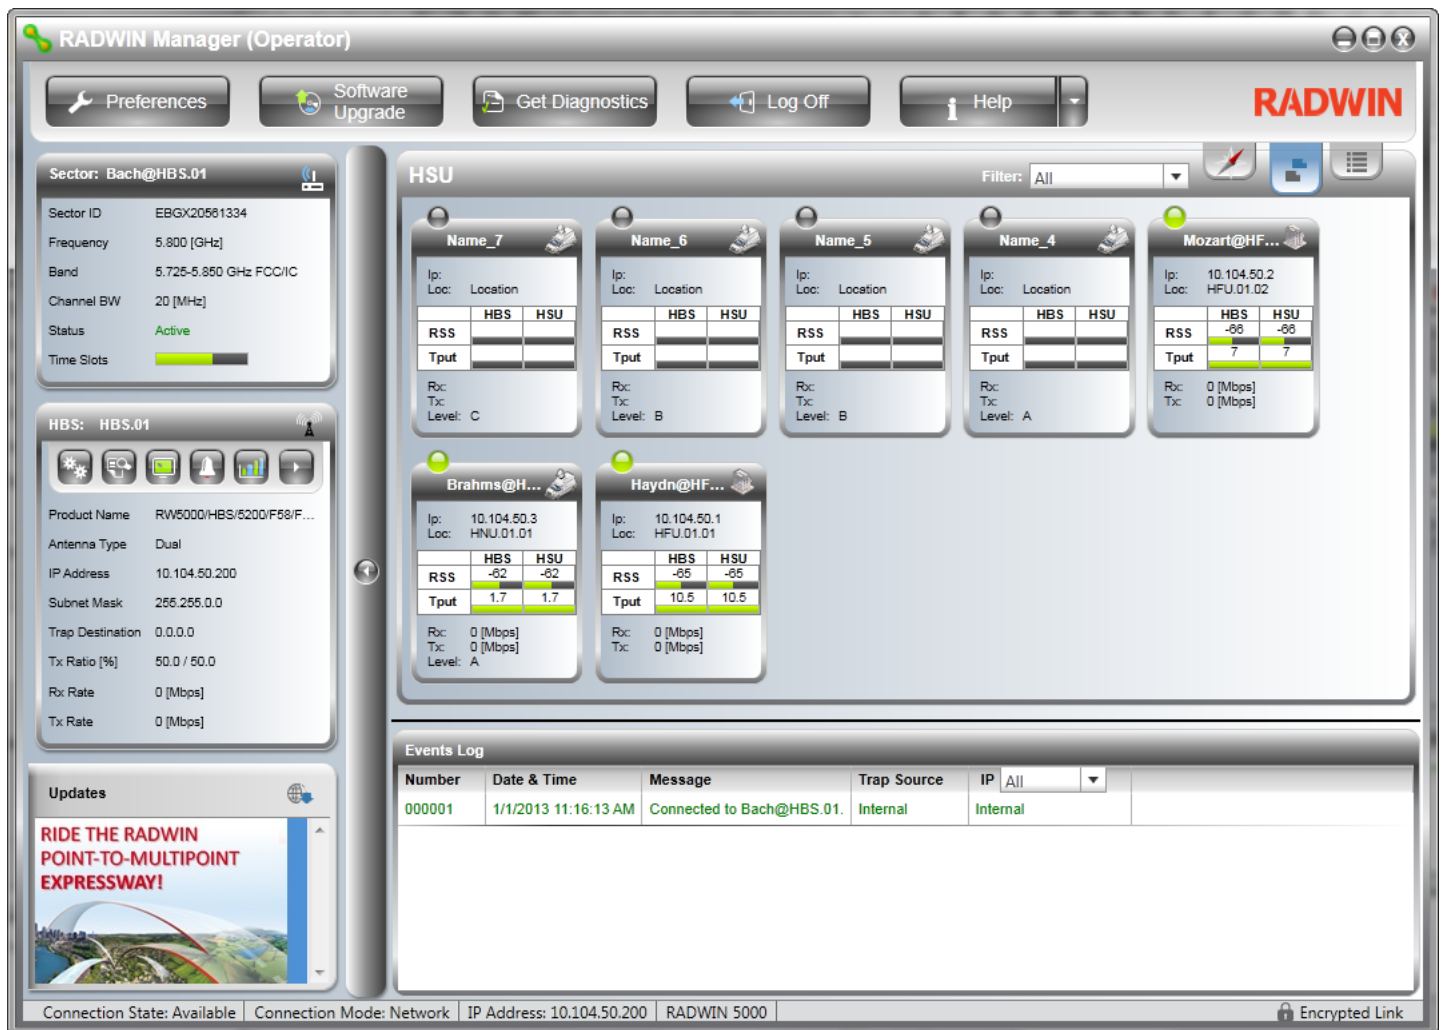 RADWIN Manager (Operator)
Preferences
Software
Upgrade
Get Diagnostics
Log Off
i Help
RADWIN
Sector: Bach@HBS.01
Sector ID EBGX20561334
Frequency 5.800 [GHz]
Band 5.725-5.850 GHz FCC/IC
Channel BW 20 [MHz]
Status Active
Time Slots
HBS: HBS.01
Product Name RW5000/HBS/5200/F58/F...
Antenna Type Dual
IP Address 10.104.50.200
Subnet Mask 255.255.0.0
Trap Destination 0.0.0.0
Tx Ratio [%] 50.0 / 50.0
Rx Rate 0 [Mbps]
Tx Rate 0 [Mbps]
Updates
RIDE THE RADWIN
POINT-TO-MULTIPOINT
EXPRESSWAY!
HSU
Filter: All
Name_7
Ip:
Loc: Location
HBS HSU
RSS
Tput
Rx:
Tx:
Level: C
Name_6
Ip:
Loc: Location
HBS HSU
RSS
Tput
Rx:
Tx:
Level: B
Name_5
Ip:
Loc: Location
HBS HSU
RSS
Tput
Rx:
Tx:
Level: B
Name_4
Ip:
Loc: Location
HBS HSU
RSS
Tput
Rx:
Tx:
Level: A
Mozart@HF...
Ip: 10.104.50.2
Loc: HFU.01.02
HBS HSU
RSS -66 -66
Tput 7 7
Rx: 0 [Mbps]
Tx: 0 [Mbps]
Brahms@H...
Ip: 10.104.50.3
Loc: HNU.01.01
HBS HSU
RSS -62 -62
Tput 1.7 1.7
Rx: 0 [Mbps]
Tx: 0 [Mbps]
Level: A
Haydn@HF...
Ip: 10.104.50.1
Loc: HFU.01.01
HBS HSU
RSS -65 -65
Tput 10.5 10.5
Rx: 0 [Mbps]
Tx: 0 [Mbps]
Events Log
Number Date & Time Message Trap Source IP All
000001 1/1/2013 11:16:13 AM Connected to Bach@HBS.01. Internal Internal
Connection State: Available Connection Mode: Network IP Address: 10.104.50.200 RADWIN 5000 Encrypted Link